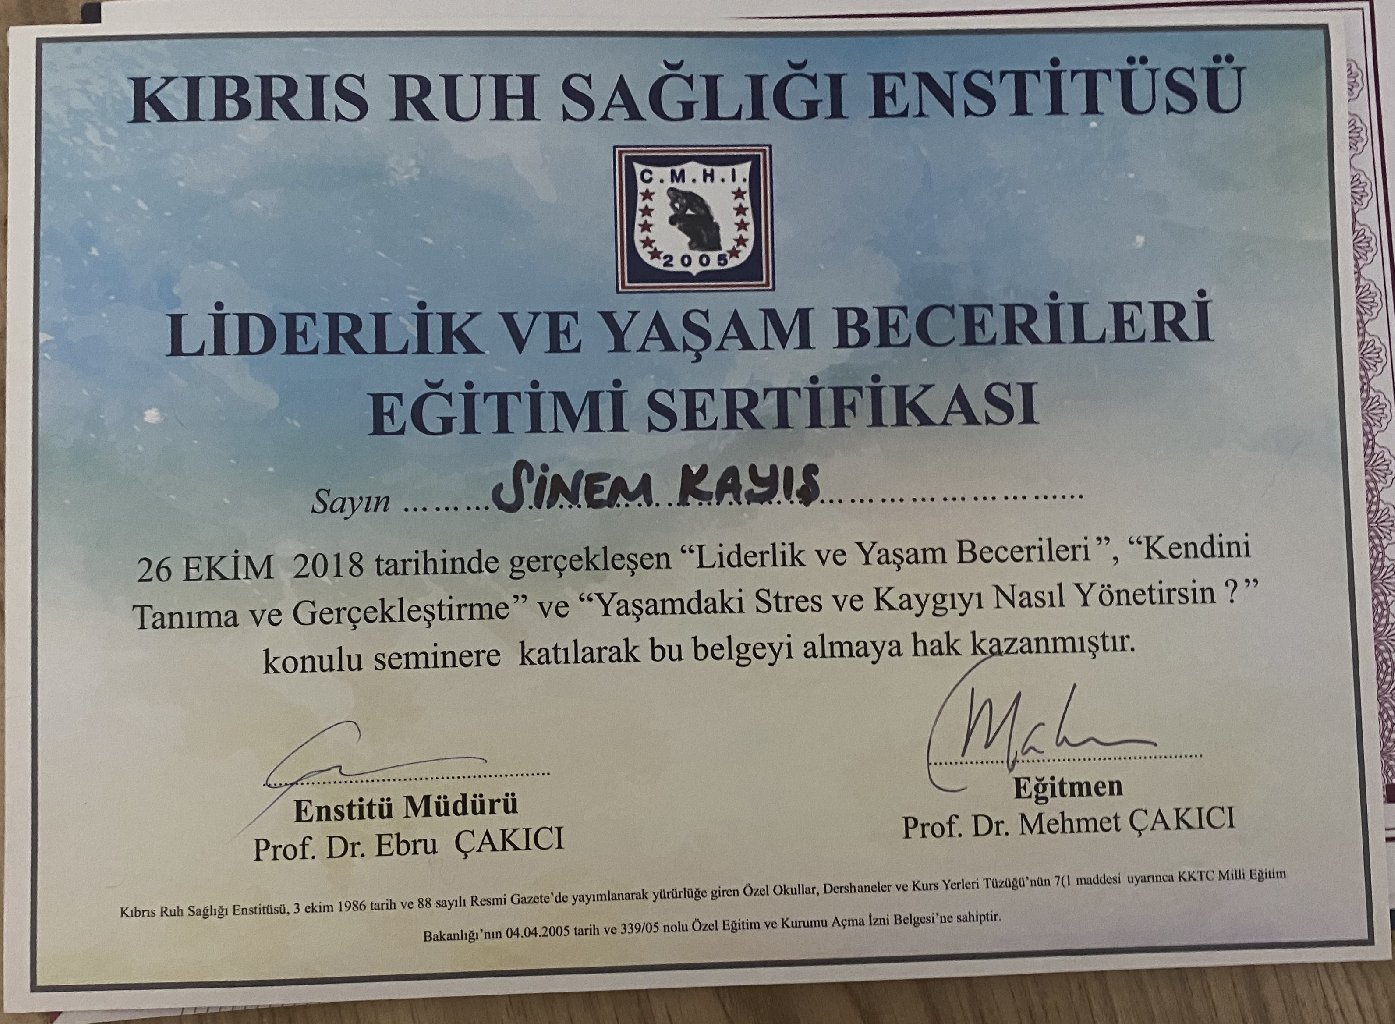 KIBRIS RUH SAĞLIĞI ENSTİTÜSÜ
C.M.H.I.
2005
LİDERLİK VE YAŞAM BECERİLERİ
EĞİTİMİ SERTİFİKASI
Sayın ......... SİNEM KAYIŞ ..............................
26 EKİM 2018 tarihinde gerçekleşen “Liderlik ve Yaşam Becerileri”, “Kendini
Tanıma ve Gerçekleştirme” ve “Yaşamdaki Stres ve Kaygıyı Nasıl Yönetirsin ?”
konulu seminere katılarak bu belgeyi almaya hak kazanmıştır.
Enstitü Müdürü
Prof. Dr. Ebru ÇAKICI
Eğitmen
Prof. Dr. Mehmet ÇAKICI
Kıbrıs Ruh Sağlığı Enstitüsü, 3 ekim 1986 tarih ve 88 sayılı Resmi Gazete’de yayımlanarak yürürlüğe giren Özel Okullar, Dershaneler ve Kurs Yerleri Tüzüğü’nün 7(1 maddesi uyarınca KKTC Milli Eğitim
Bakanlığı’nın 04.04.2005 tarih ve 339/05 nolu Özel Eğitim ve Kurumu Açma İzni Belgesi’ne sahiptir.